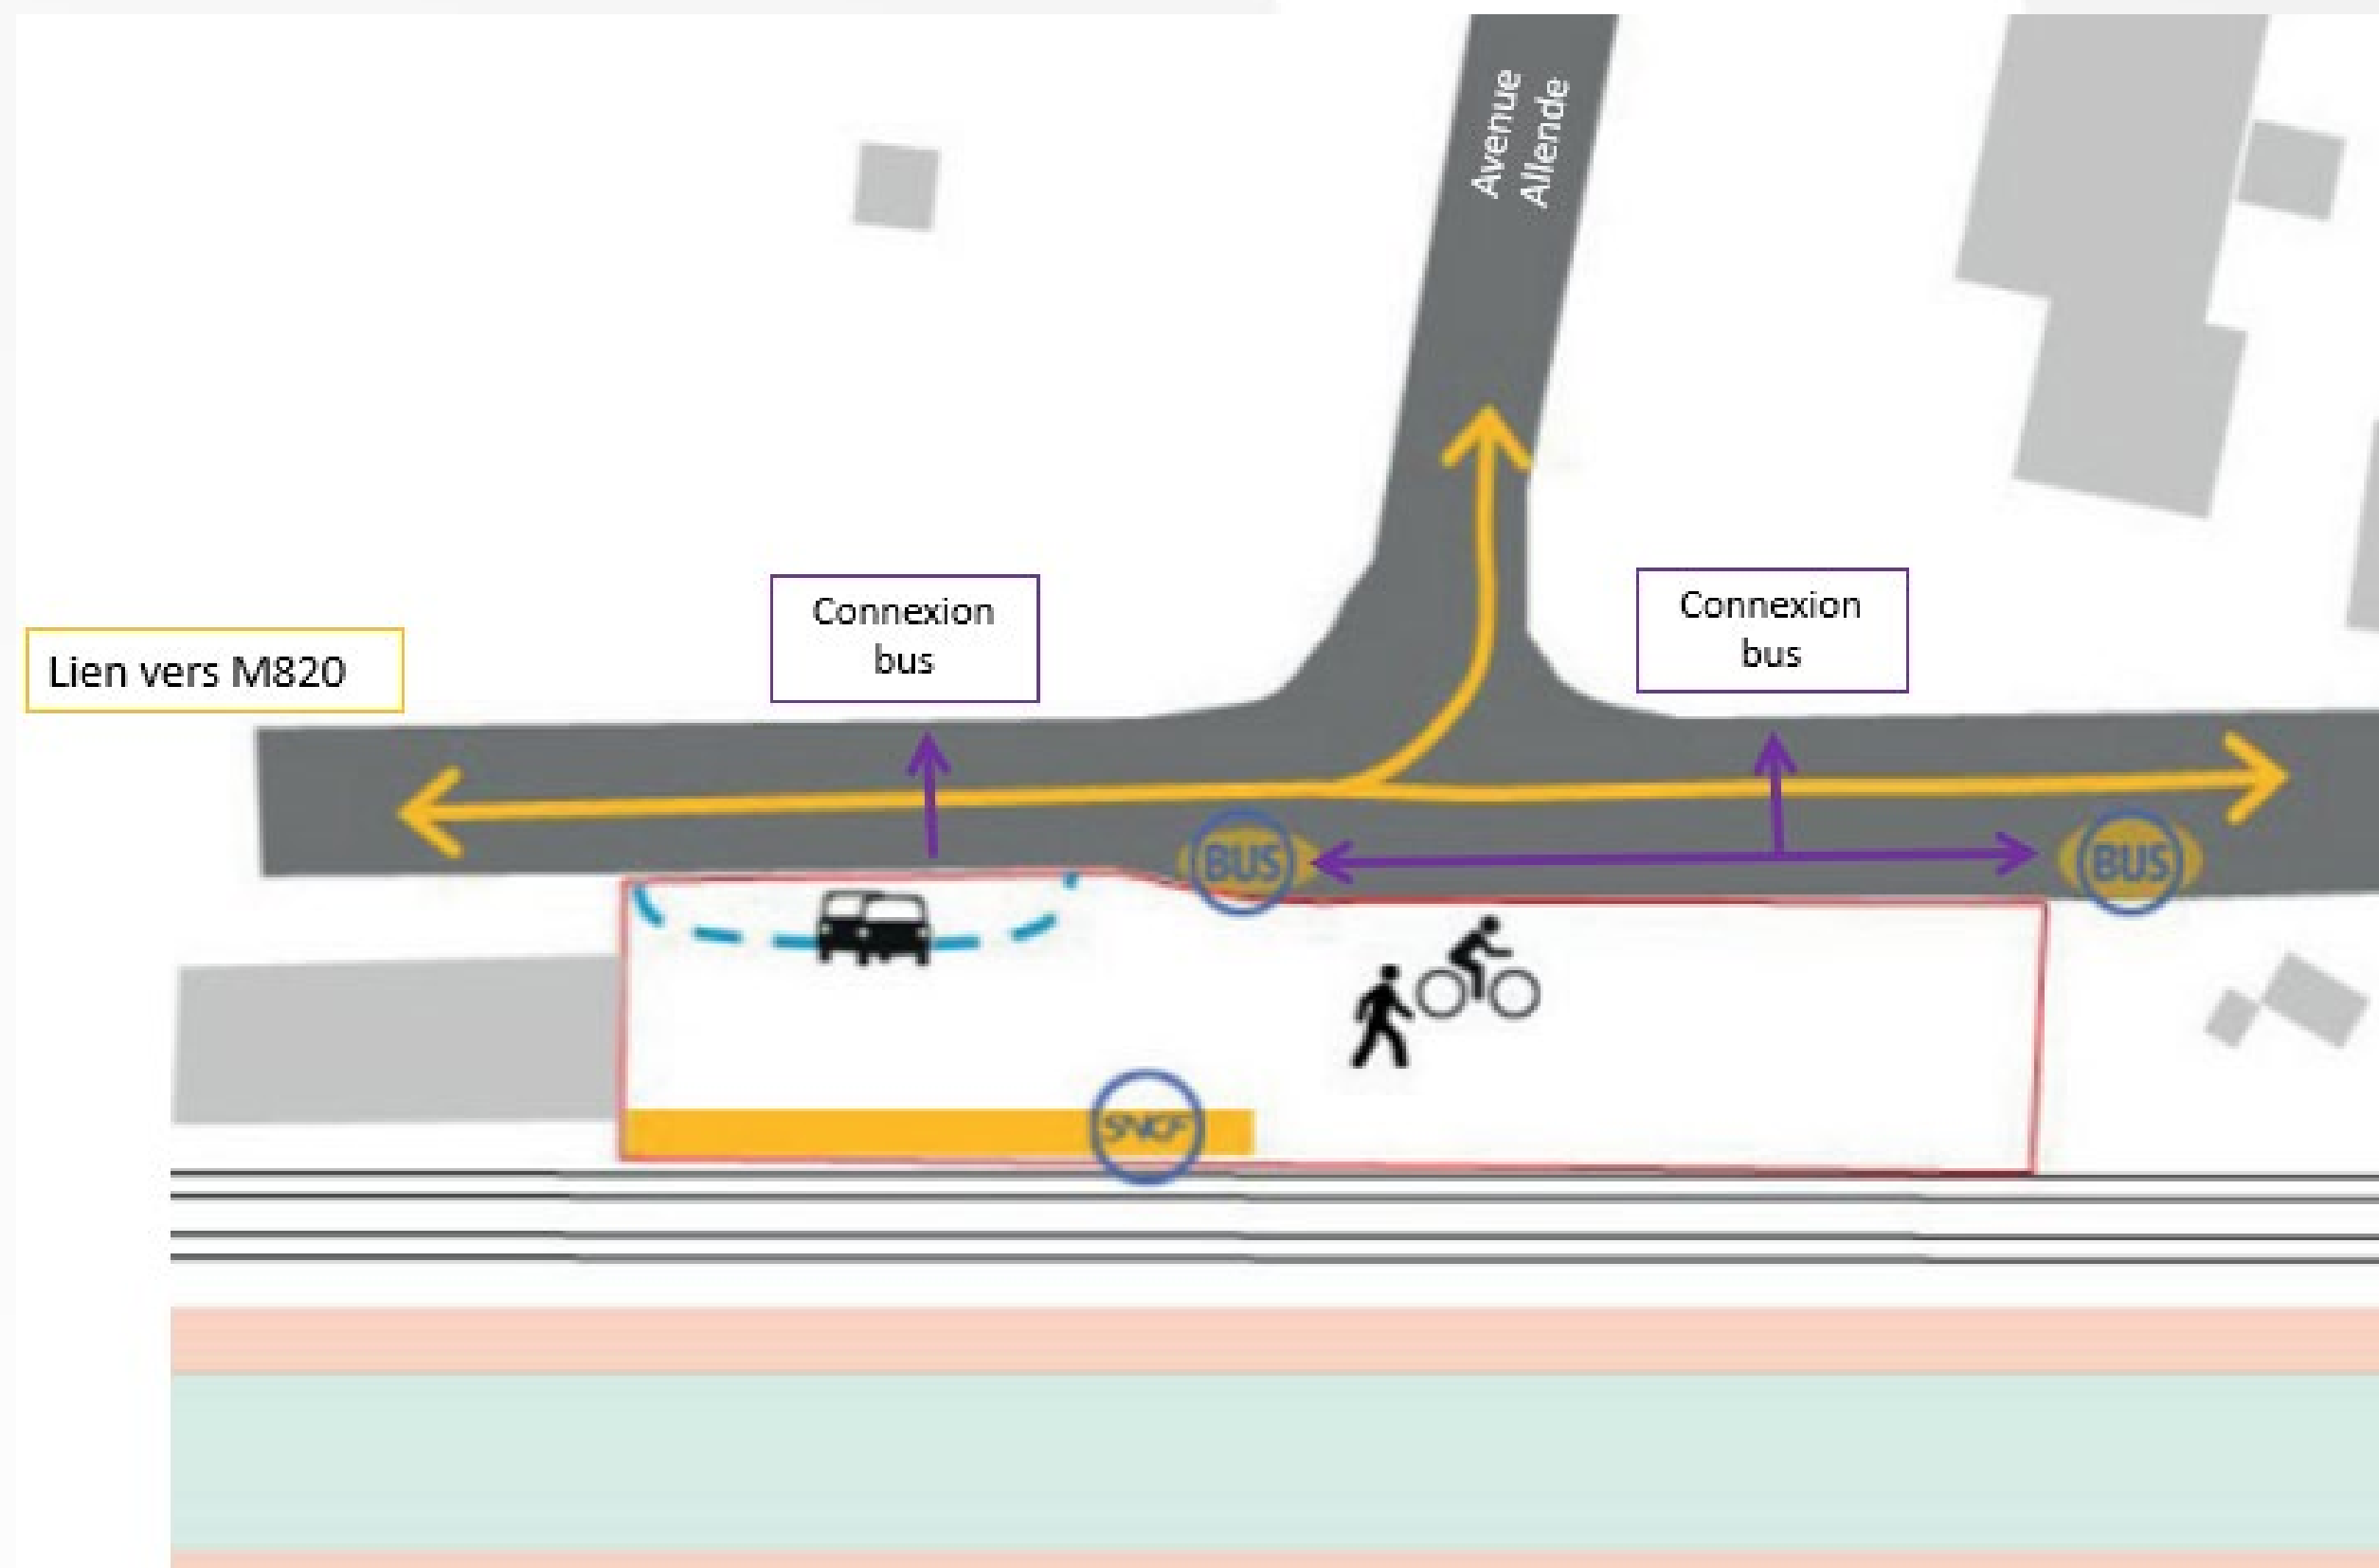 Avenue
Allende
Connexion
bus
Connexion
bus
Lien vers M820
BUS
BUS
SNCF